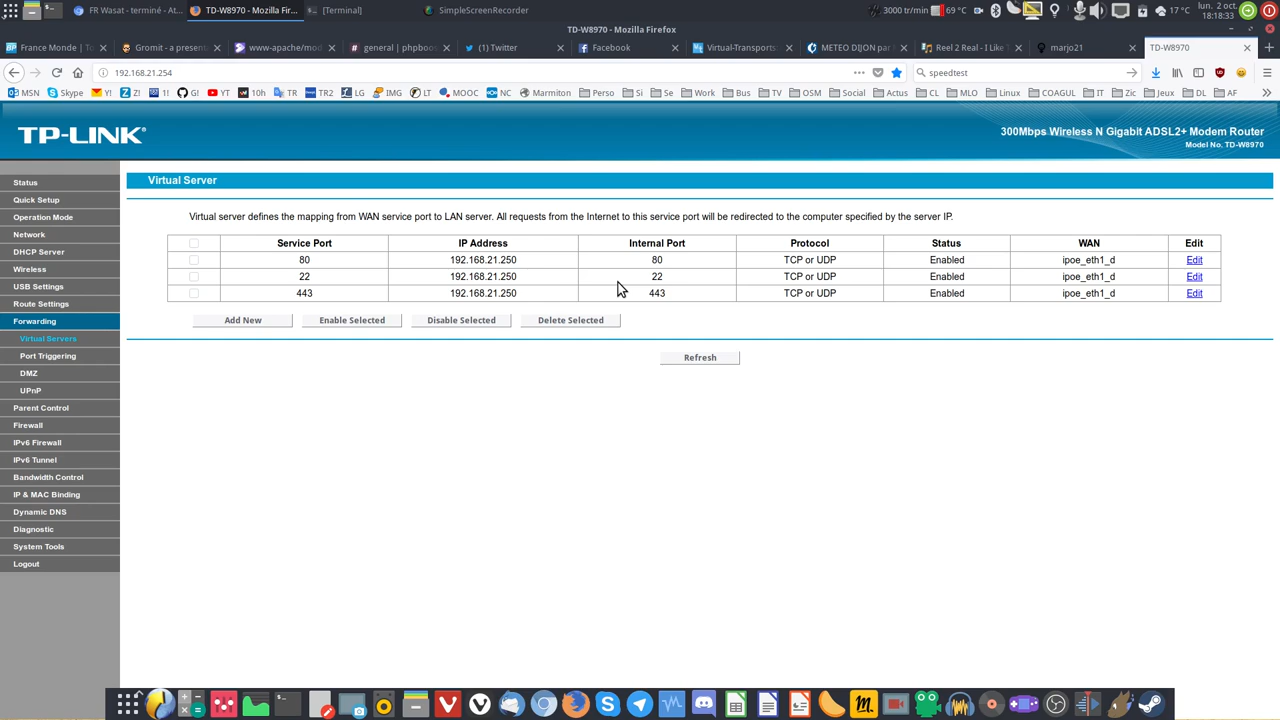 FR Wasat - terminé - At...
TD-W8970 - Mozilla Fir...
[Terminal]
SimpleScreenRecorder
3000 tr/min
69 °C
17 °C
lun. 2 oct.
18:18:33
TD-W8970 - Mozilla Firefox
France Monde | To
Gromit - a present
www-apache/mod
general | phpboos
(1) Twitter
Facebook
Virtual-Transports
METEO DIJON par
Reel 2 Real - I Like T
marjo21
TD-W8970
192.168.21.254
speedtest
MSN
Skype
Y!
Z!
1!
G!
YT
10h
TR
TR2
LG
IMG
LT
MOOC
NC
Marmiton
Perso
Si
Se
Work
Bus
TV
OSM
Social
Actus
CL
MLO
Linux
COAGUL
IT
Zic
Jeux
DL
AF
TP-LINK®
300Mbps Wireless N Gigabit ADSL2+ Modem Router
Model No. TD-W8970
Status
Quick Setup
Operation Mode
Network
DHCP Server
Wireless
USB Settings
Route Settings
Forwarding
Virtual Servers
Port Triggering
DMZ
UPnP
Parent Control
Firewall
IPv6 Firewall
IPv6 Tunnel
Bandwidth Control
IP & MAC Binding
Dynamic DNS
Diagnostic
System Tools
Logout
Virtual Server
Virtual server defines the mapping from WAN service port to LAN server. All requests from the Internet to this service port will be redirected to the computer specified by the server IP.
Service Port IP Address Internal Port Protocol Status WAN Edit
80 192.168.21.250 80 TCP or UDP Enabled ipoe_eth1_d Edit
22 192.168.21.250 22 TCP or UDP Enabled ipoe_eth1_d Edit
443 192.168.21.250 443 TCP or UDP Enabled ipoe_eth1_d Edit
Add New Enable Selected Disable Selected Delete Selected
Refresh